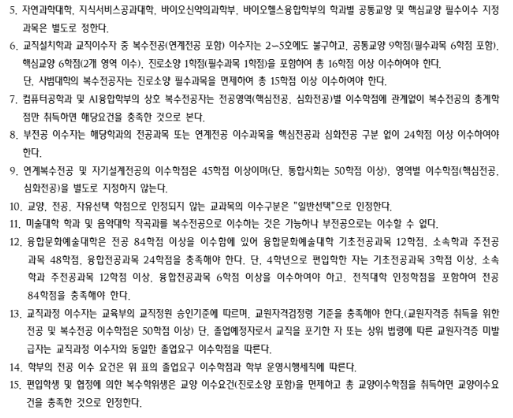 5. 자연과학대학, 지식서비스공과대학, 바이오신약의과학부, 바이오헬스융합학부의 학과별 공통교양 및 핵심교양 필수이수 지정
과목은 별도로 정한다.
6. 교직설치학과 교직이수자 중 복수전공(연계전공 포함) 이수자는 2-5호에도 불구하고, 공통교양 9학점(필수과목 6학점 포함),
핵심교양 6학점(2개 영역 이수), 진로소양 1학점(필수과목 1학점)을 포함하여 총 16학점 이상 이수하여야 한다.
단, 사범대학의 복수전공자는 진로소양 필수과목을 면제하여 총 15학점 이상 이수하여야 한다.
7. 컴퓨터공학과 및 AI융합학부의 상호 복수전공자는 전공영역(핵심전공, 심화전공)별 이수학점에 관계없이 복수전공의 총계학
점만 취득하면 해당요건을 충족한 것으로 본다.
8. 부전공 이수자는 해당학과의 전공과목 또는 연계전공 이수과목을 핵심전공과 심화전공 구분 없이 24학점 이상 이수하여야
한다.
9. 연계복수전공 및 자기설계전공의 이수학점은 45학점 이상이며(단, 통합사회는 50학점 이상), 영역별 이수학점(핵심전공,
심화전공)을 별도로 지정하지 않는다.
10. 교양, 전공, 자유선택 학점으로 인정되지 않는 교과목의 이수구분은 "일반선택"으로 인정한다.
11. 미술대학 학과 및 음악대학 작곡과를 복수전공으로 이수하는 것은 가능하나 부전공으로는 이수할 수 없다.
12. 융합문화예술대학은 전공 84학점 이상을 이수함에 있어 융합문화예술대학 기초전공과목 12학점, 소속학과 주전공
과목 48학점, 융합전공과목 24학점을 충족해야 한다. 단, 4학년으로 편입학한 자는 기초전공과목 3학점 이상, 소속
학과 주전공과목 12학점 이상, 융합전공과목 6학점 이상을 이수하여야 하고, 전적대학 인정학점을 포함하여 전공
84학점을 충족해야 한다.
13. 교직과정 이수자는 교육부의 교직정원 승인기준에 따르며, 교원자격검정령 기준을 충족해야 한다.(교원자격증 취득을 위한
전공 및 복수전공 이수학점은 50학점 이상) 단, 졸업예정자로서 교직을 포기한 자 또는 상위 법령에 따른 교원자격증 미발
급자는 교직과정 이수자와 동일한 졸업요구 이수학점을 따른다.
14. 학부의 전공 이수 요건은 위 표의 졸업요구 이수학점과 학부 운영시행세칙에 따른다.
15. 편입학생 및 협정에 의한 복수학위생은 교양 이수요건(진로소양 포함)을 면제하고 총 교양이수학점을 취득하면 교양이수요
건을 충족한 것으로 인정한다.